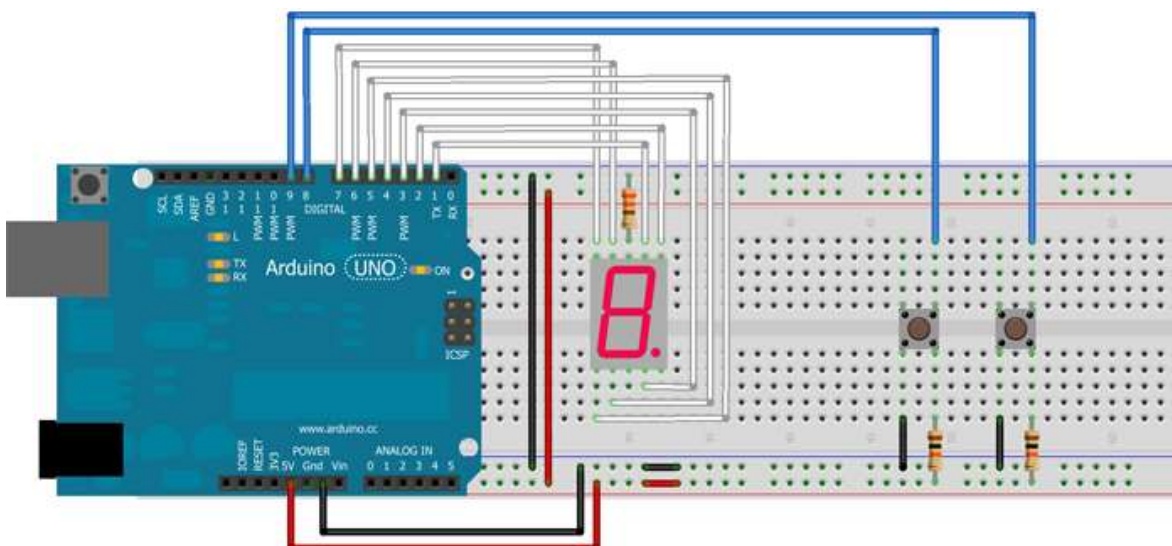 SCL
SDA
AREF
GND
13
12
PWM 11
PWM 10
PWM 9
8
DIGITAL
7
PWM 6
PWM 5
4
PWM 3
2
TX 1
RX 0
L
TX
RX
Arduino UNO
ON
1
ICSP
www.arduino.cc
IOREF
RESET
3V3
5V
POWER
Gnd
Vin
ANALOG IN
0 1 2 3 4 5